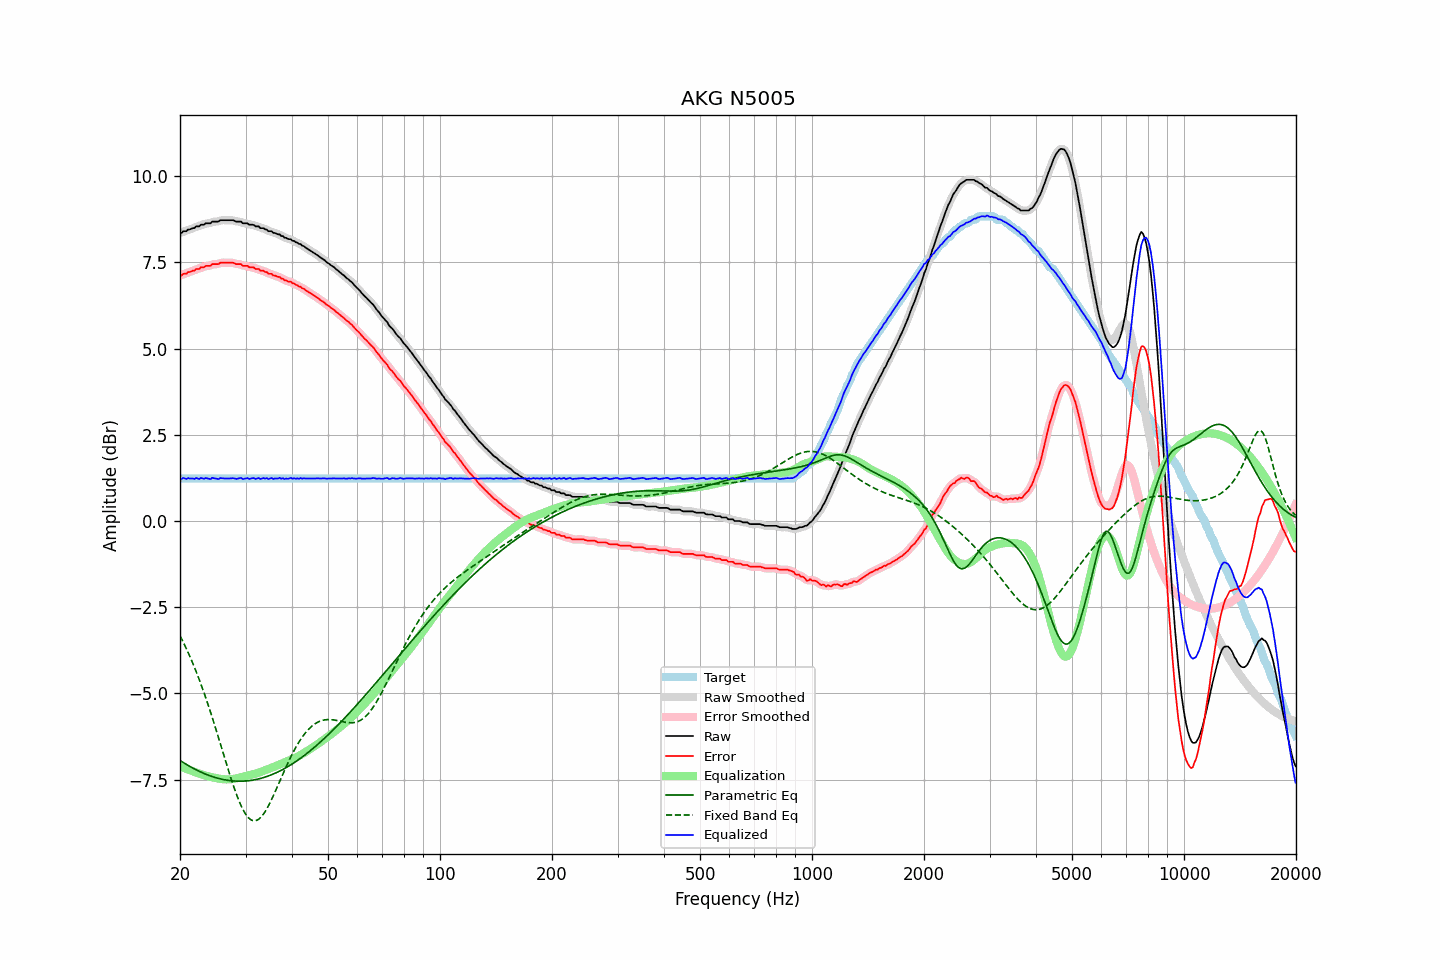 AKG N5005
Amplitude (dBr)
10.0
7.5
5.0
2.5
0.0
−2.5
−5.0
−7.5
Target
Raw Smoothed
Error Smoothed
Raw
Error
Equalization
Parametric Eq
Fixed Band Eq
Equalized
20 50 100 200 500 1000 2000 5000 10000 20000
Frequency (Hz)